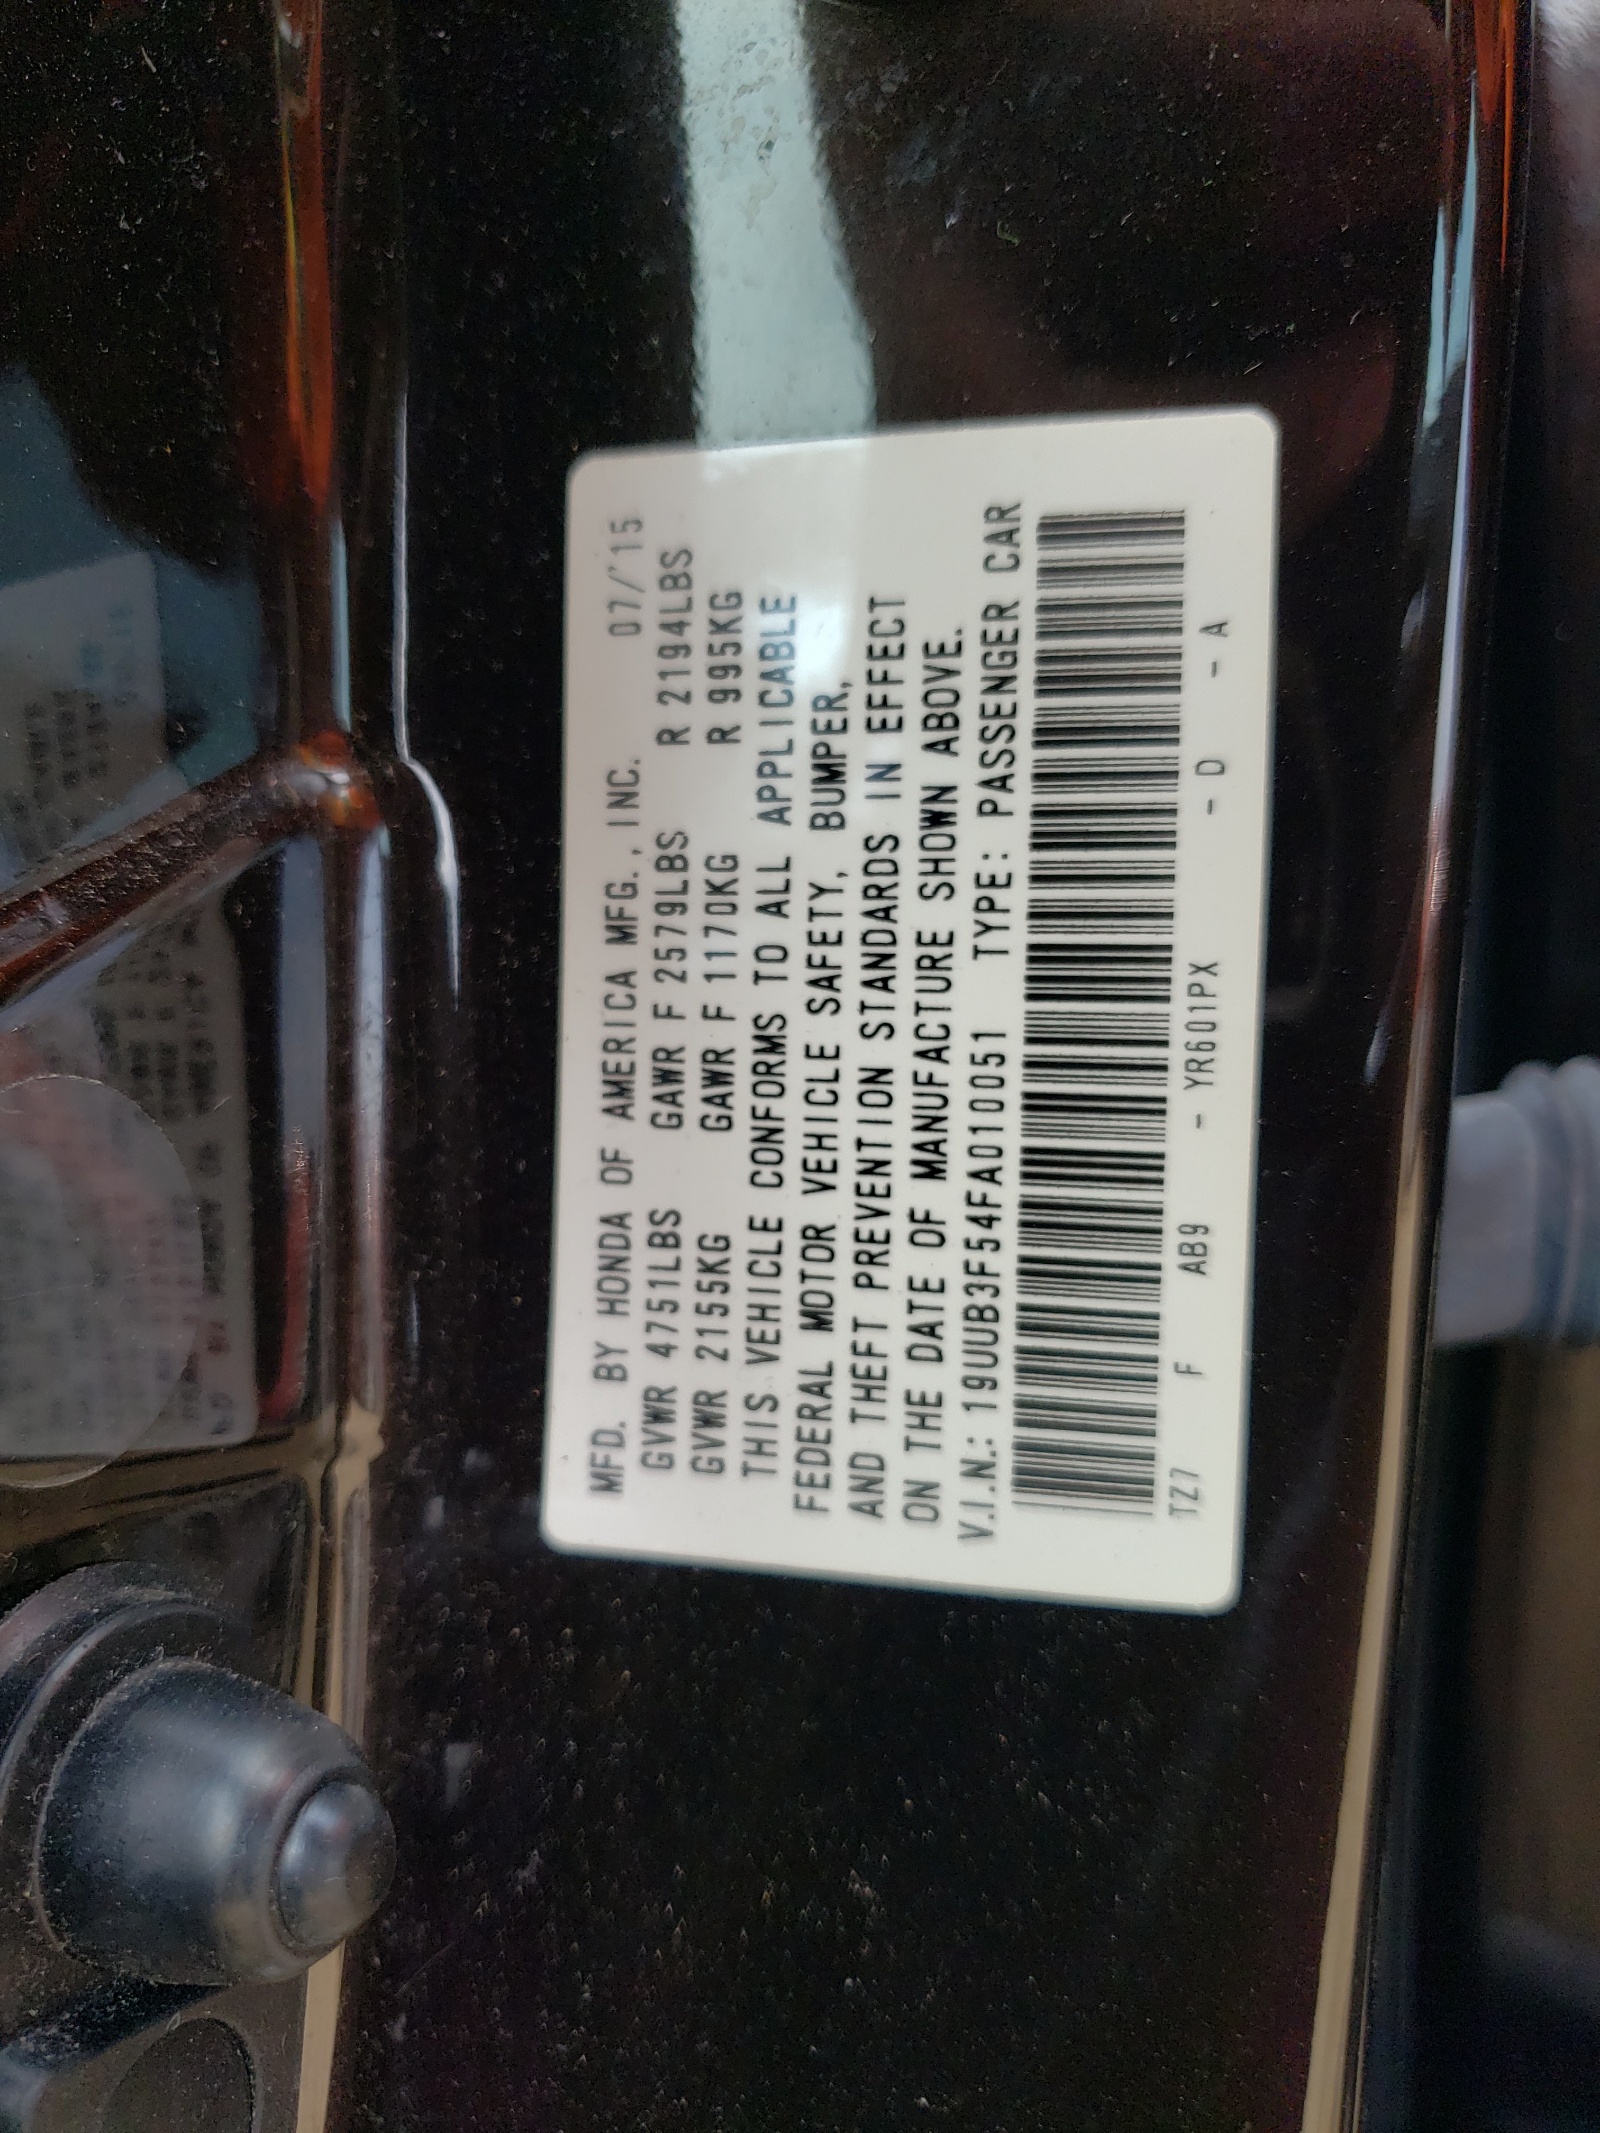 MFD. BY HONDA OF AMERICA MFG., INC. 07/'15
GVWR 4751LBS GAWR F 2579LBS R 2194LBS
GVWR 2155KG GAWR F 1170KG R 995KG
THIS VEHICLE CONFORMS TO ALL APPLICABLE
FEDERAL MOTOR VEHICLE SAFETY, BUMPER,
AND THEFT PREVENTION STANDARDS IN EFFECT
ON THE DATE OF MANUFACTURE SHOWN ABOVE.
V.I.N.: 19UUB3F54FA010051 TYPE: PASSENGER CAR
TZ7 F AB9 - YR601PX - D - A